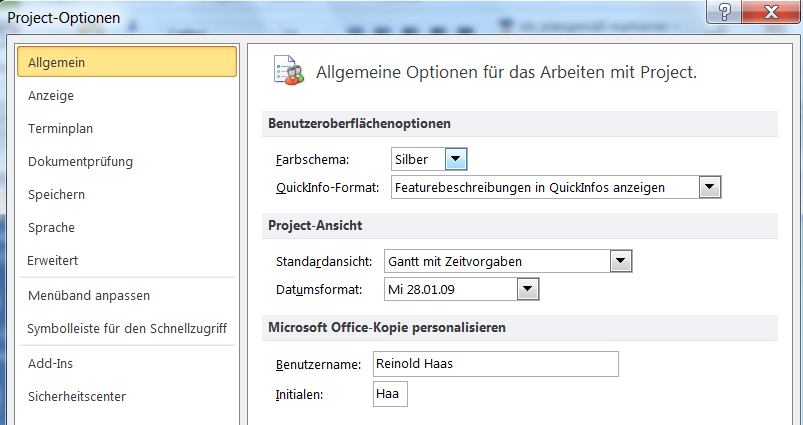 Project-Optionen
Allgemein
Anzeige
Terminplan
Dokumentprüfung
Speichern
Sprache
Erweitert
Menüband anpassen
Symbolleiste für den Schnellzugriff
Add-Ins
Sicherheitscenter
Allgemeine Optionen für das Arbeiten mit Project.
Benutzeroberflächenoptionen
Farbschema: Silber
QuickInfo-Format: Featurebeschreibungen in QuickInfos anzeigen
Project-Ansicht
Standardansicht: Gantt mit Zeitvorgaben
Datumsformat: Mi 28.01.09
Microsoft Office-Kopie personalisieren
Benutzername: Reinold Haas
Initialen: Haa